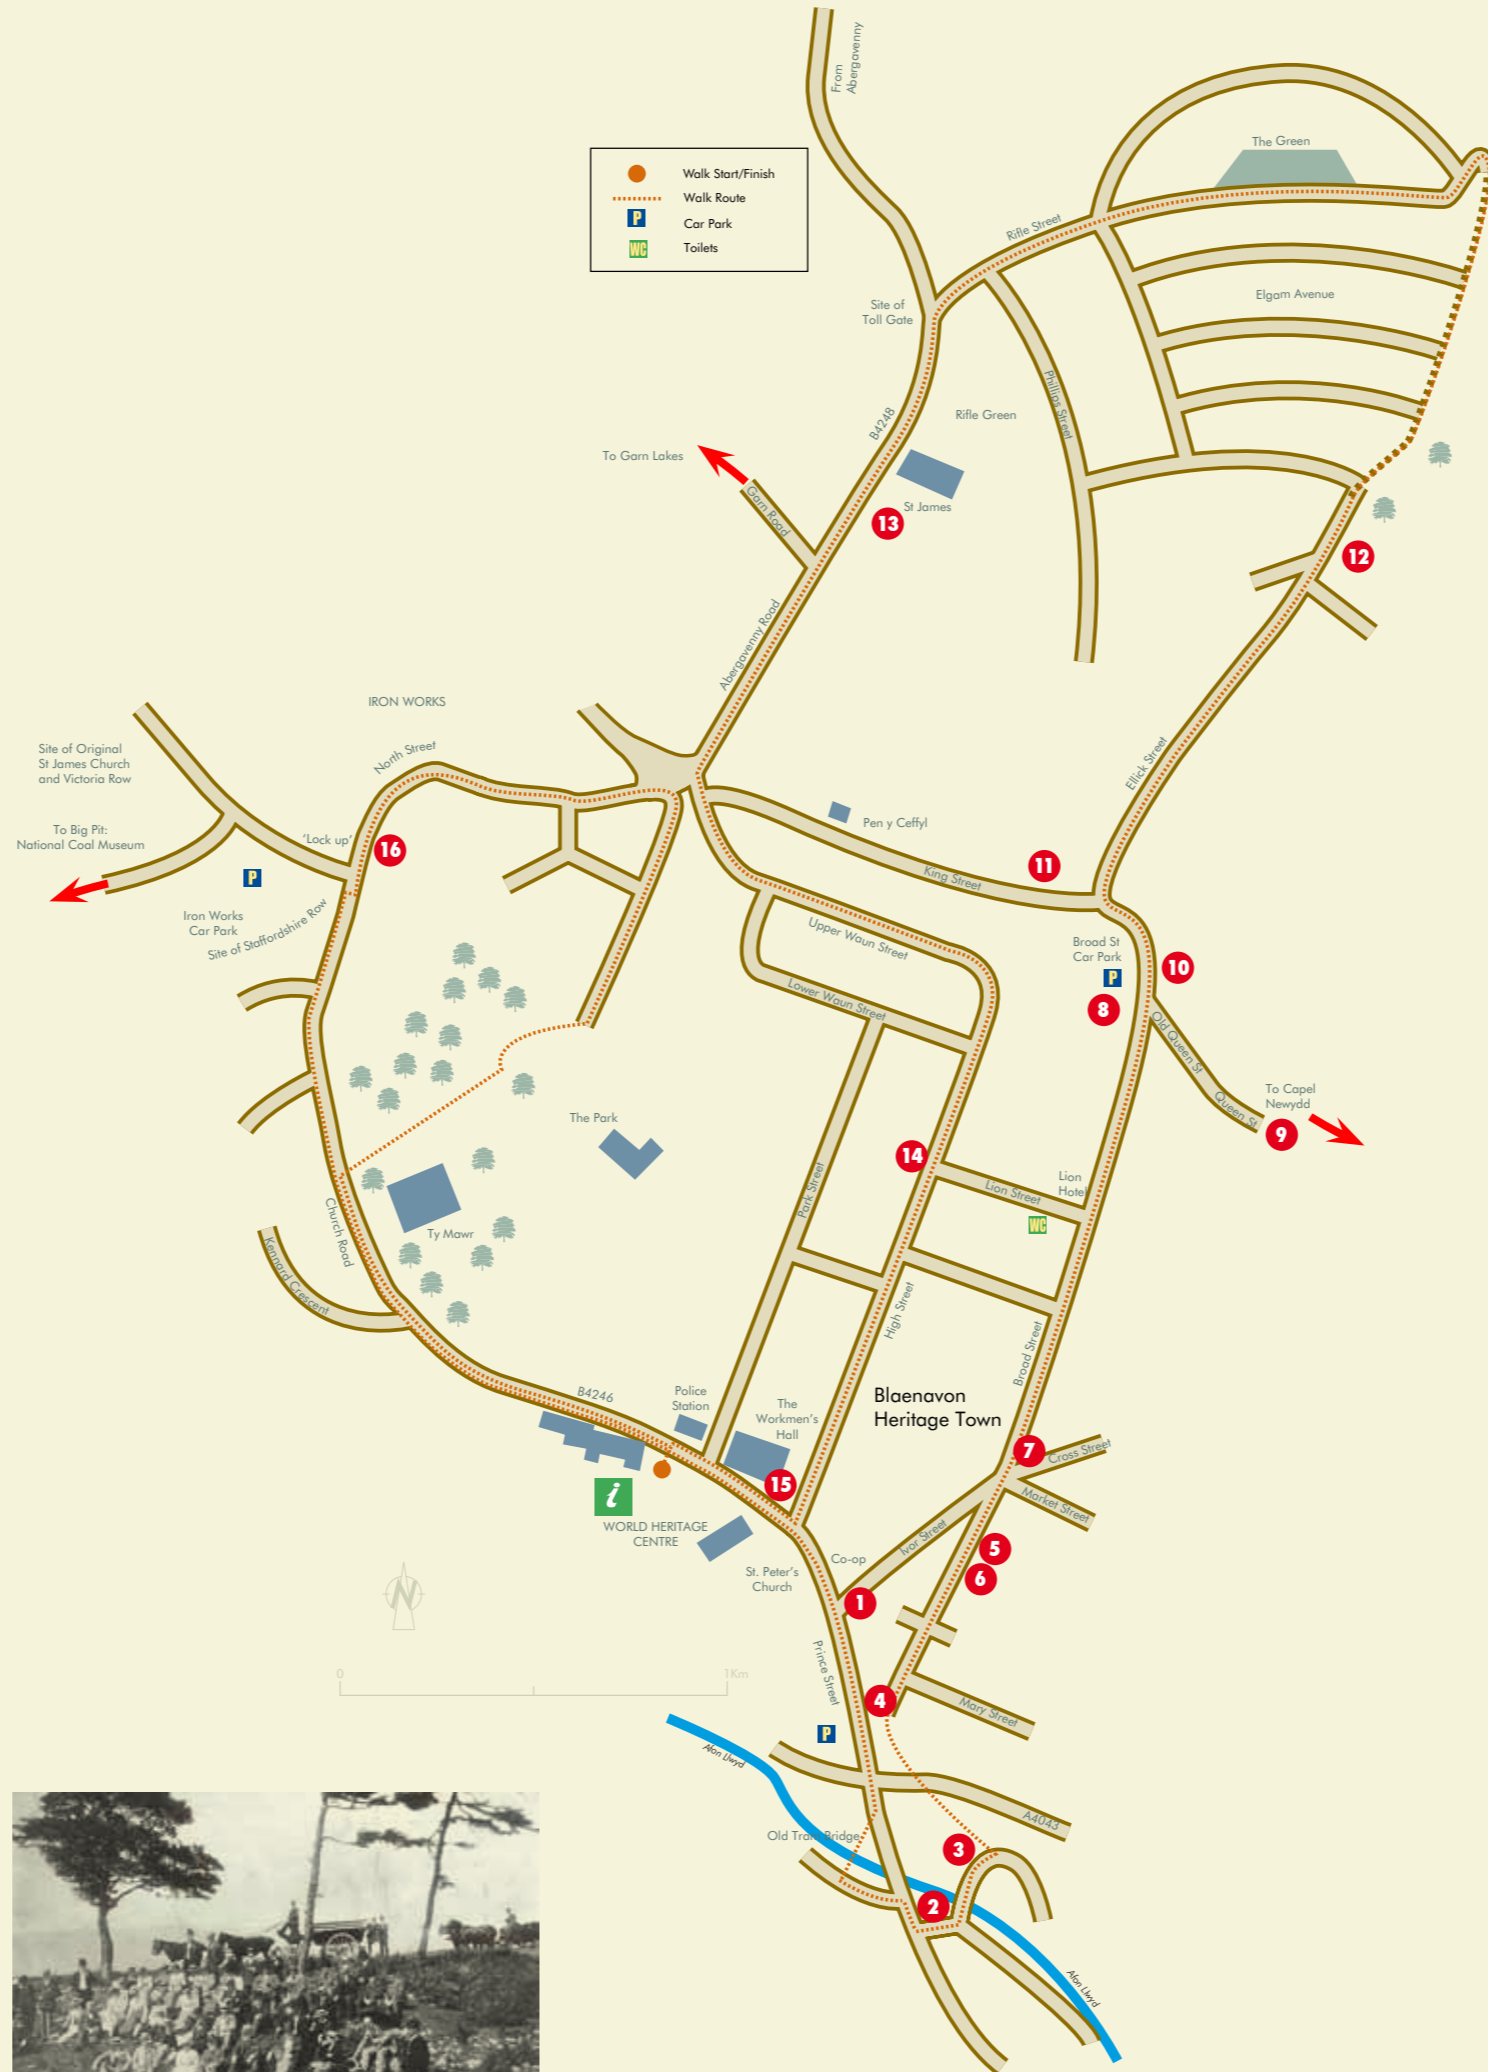 From
Abergavenny
Walk Start/Finish
Walk Route
P
Car Park
WC
Toilets
The Green
Rifle Street
Elgam Avenue
Site of
Toll Gate
Phillips Street
B4248
Rifle Green
To Garn Lakes
Garn Road
St James
13
12
Abergavenny Road
IRON WORKS
North Street
Site of Original
St James Church
and Victoria Row
To Big Pit:
National Coal Museum
'Lock up'
16
P
Iron Works
Car Park
Site of Staffordshire Row
Ellick Street
Pen y Ceffyl
King Street
11
Upper Waun Street
Lower Waun Street
Broad St
Car Park
P
8
10
Old Queen St
Queen St
To Capel
Newydd
9
The Park
Park Street
14
Lion Street
Lion
Hotel
WC
Ty Mawr
Church Road
Kennard Crescent
High Street
Broad Street
B4246
Police
Station
The
Workmen's
Hall
15
Blaenavon
Heritage Town
7
Cross Street
Market Street
i
WORLD HERITAGE
CENTRE
St. Peter's
Church
Co-op
Ivor Street
5
6
1
N
0
1Km
Prince Street
4
Mary Street
P
Afon Llwyd
A4043
Old Tram Bridge
3
2
Afon Llwyd